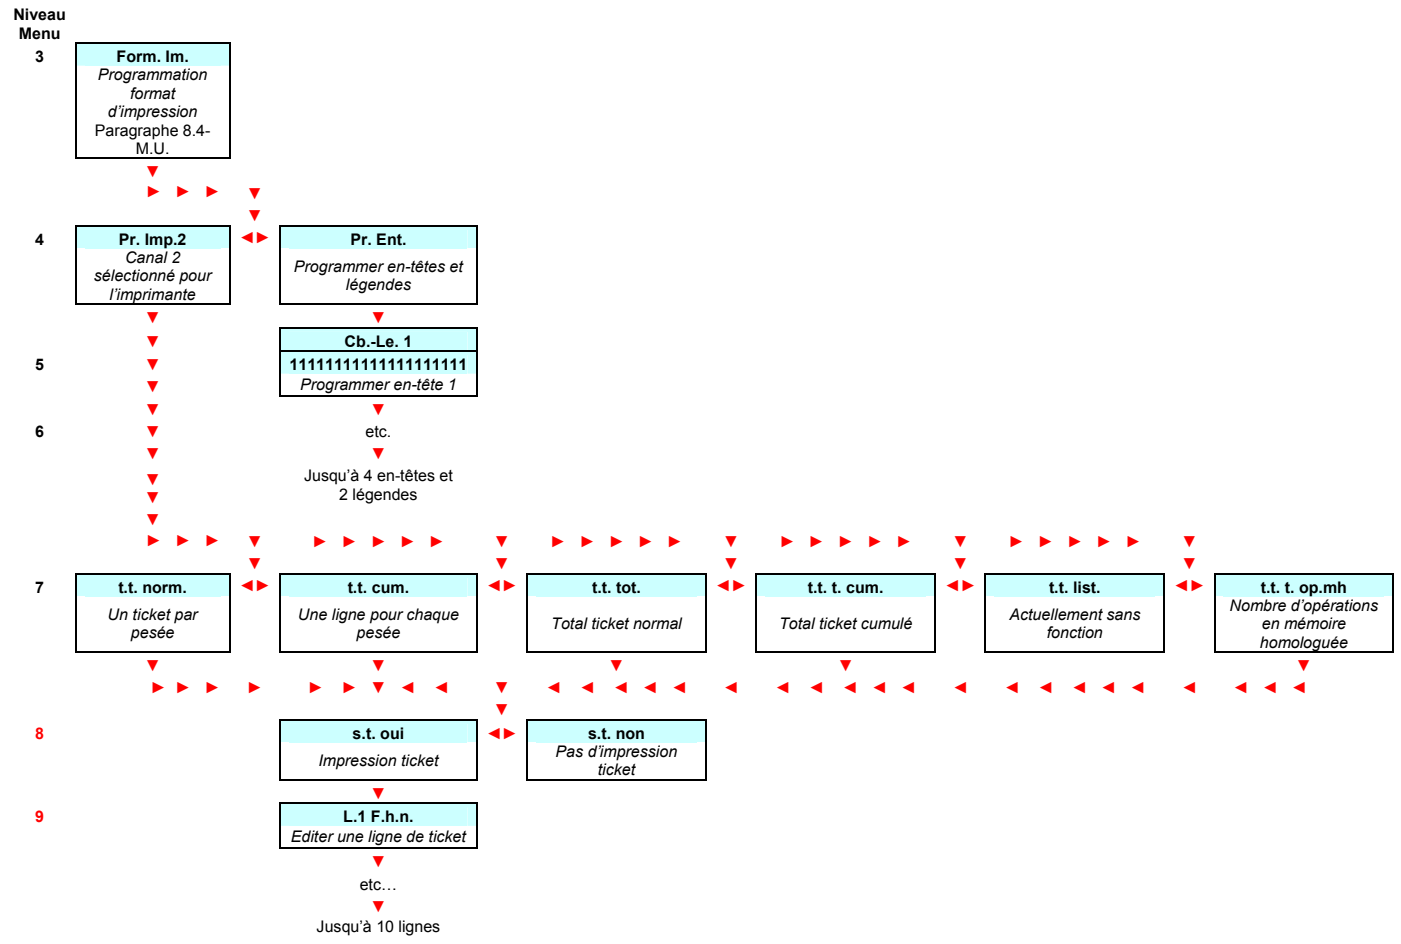 Niveau
Menu
3
Form. Im.
Programmation
format
d'impression
Paragraphe 8.4-
M.U.
4
Pr. Imp.2
Canal 2
sélectionné pour
l'imprimante
Pr. Ent.
Programmer en-têtes et
légendes
Cb.-Le. 1
5
11111111111111111111
Programmer en-tête 1
6
etc.
Jusqu'à 4 en-têtes et
2 légendes
7
t.t. norm.
Un ticket par
pesée
t.t. cum.
Une ligne pour chaque
pesée
t.t. tot.
Total ticket normal
t.t. t. cum.
Total ticket cumulé
t.t. list.
Actuellement sans
fonction
t.t. t. op.mh
Nombre d'opérations
en mémoire
homologuée
8
s.t. oui
Impression ticket
s.t. non
Pas d'impression
ticket
9
L.1 F.h.n.
Editer une ligne de ticket
etc…
Jusqu'à 10 lignes